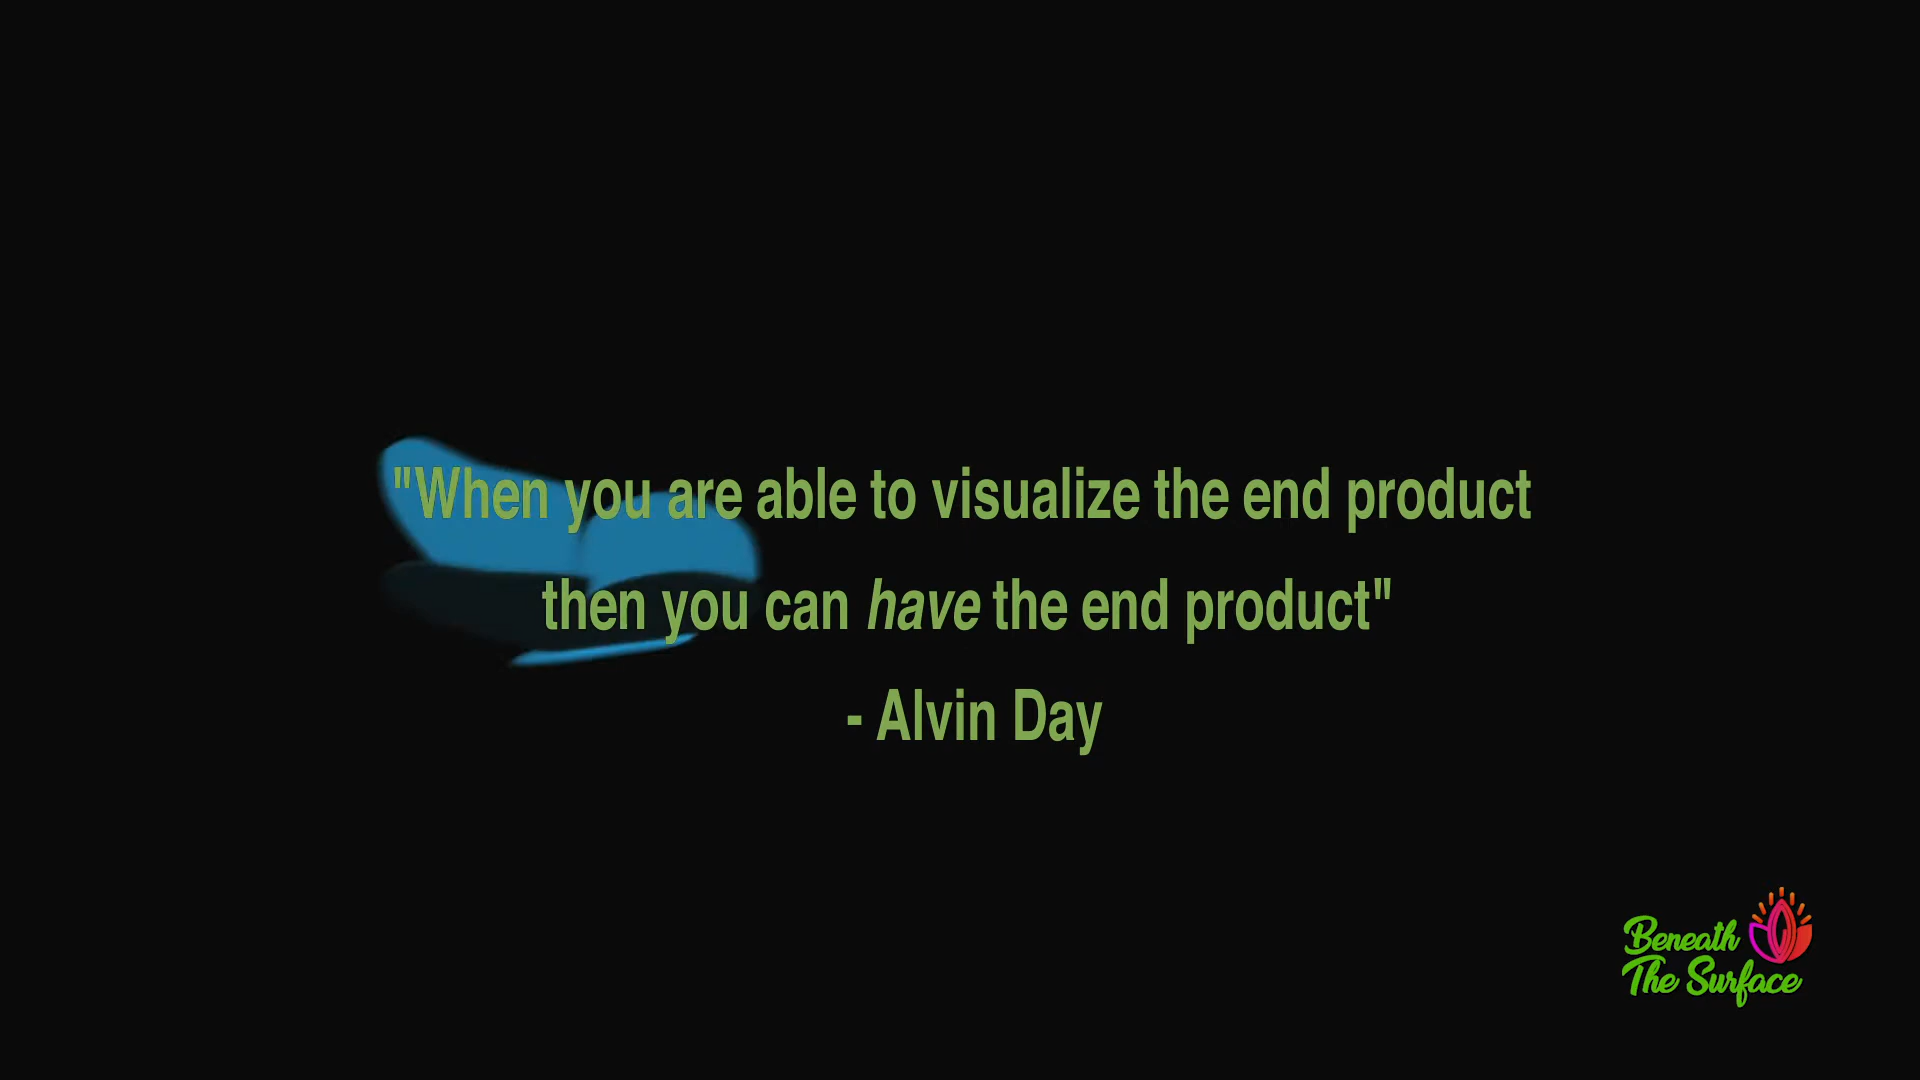 "When you are able to visualize the end product
then you can have the end product"
- Alvin Day
Beneath
The Surface